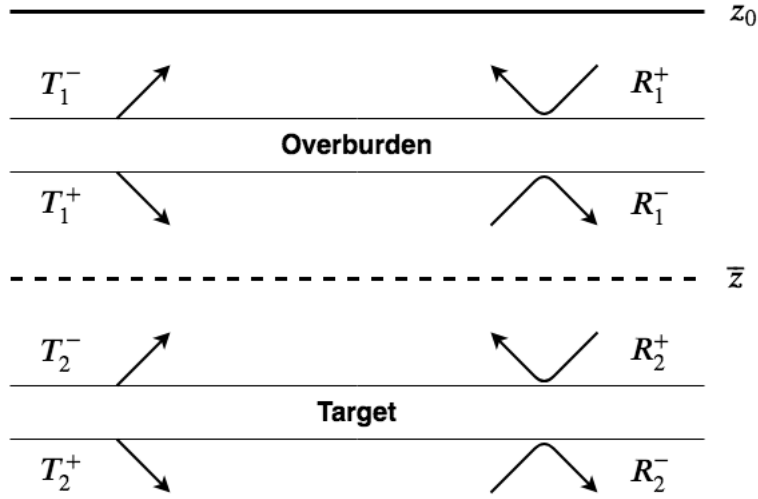 z₀
T₁⁻ R₁⁺
Overburden
T₁⁺ R₁⁻
z̄
T₂⁻ R₂⁺
Target
T₂⁺ R₂⁻